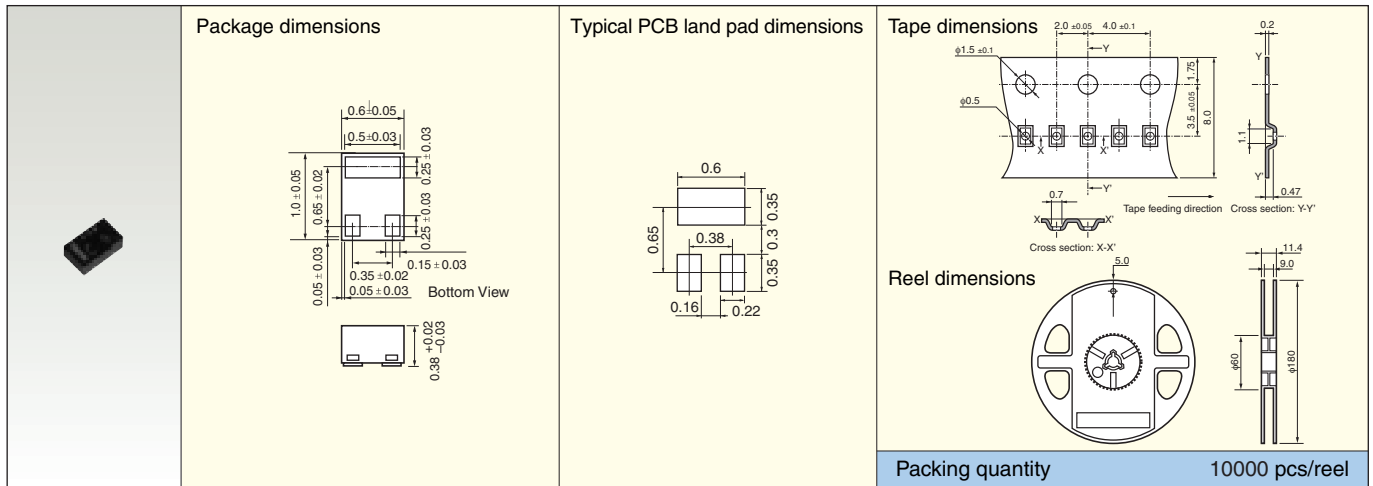 Package dimensions
0.6±0.05
0.5±0.03
0.25 ± 0.03
1.0 ± 0.05
0.65 ± 0.02
0.25 ± 0.03
0.15 ± 0.03
0.35 ± 0.02
0.05 ± 0.03
0.05 ± 0.03
Bottom View
0.38 +0.02 −0.03
Typical PCB land pad dimensions
0.6
0.35
0.65
0.38
0.3
0.35
0.16
0.22
Tape dimensions
2.0 ±0.05
4.0 ±0.1
0.2
Y
Y
φ1.5 ±0.1
1.75
φ0.5
3.5 ±0.05
8.0
1.1
X
X'
Y'
Y'
0.47
0.7
Tape feeding direction
Cross section: Y-Y'
X
X'
Cross section: X-X'
Reel dimensions
5.0
11.4
9.0
φ60
φ180
Packing quantity
10000 pcs/reel